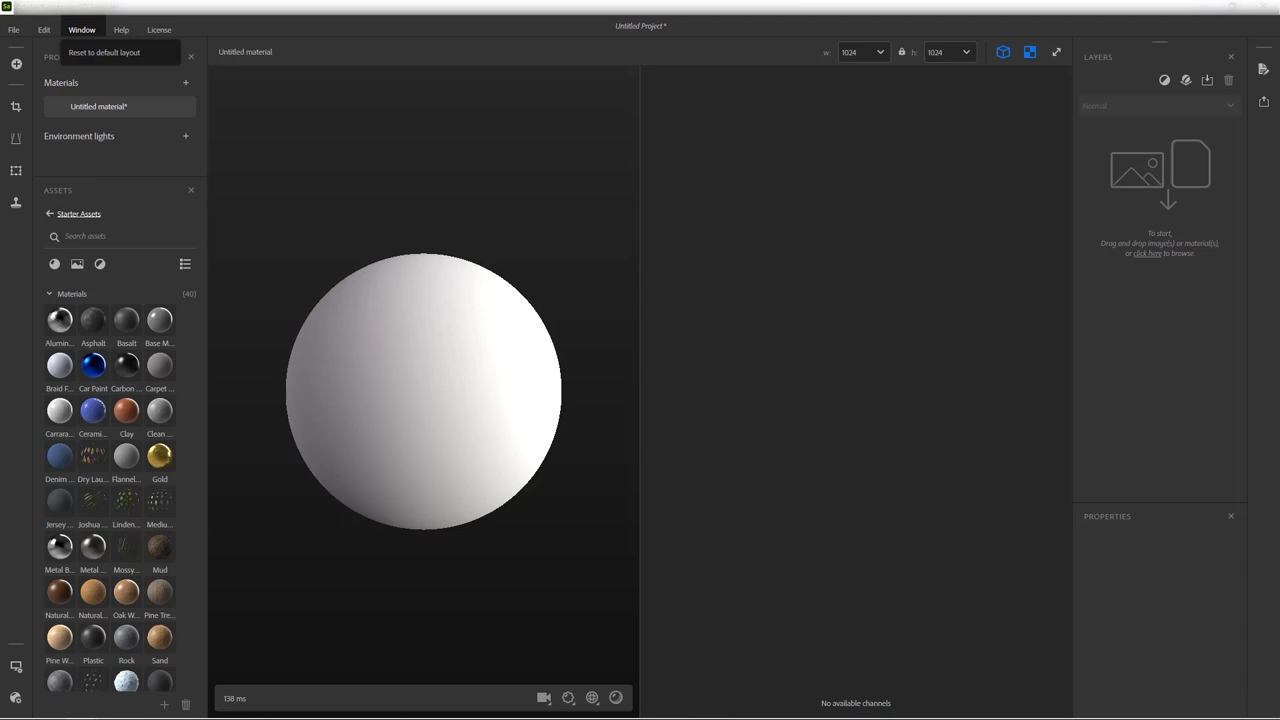 Sa
File Edit Window Help License
Untitled Project*
Reset to default layout
Materials
Untitled material*
Environment lights
ASSETS
Starter Assets
Search assets
Materials (40)
Alumin... Asphalt Basalt Base M...
Braid F... Car Paint Carbon ... Carpet ...
Carrara... Cerami... Clay Clean ...
Denim ... Dry Lau... Flannel... Gold
Jersey ... Joshua ... Linden... Mediu...
Metal B... Metal ... Mossy... Mud
Natural... Natural... Oak W... Pine Tre...
Pine W... Plastic Rock Sand
Untitled material
w: 1024 h: 1024
138 ms
No available channels
LAYERS
Normal
To start,
Drag and drop image(s) or material(s),
or click here to browse.
PROPERTIES